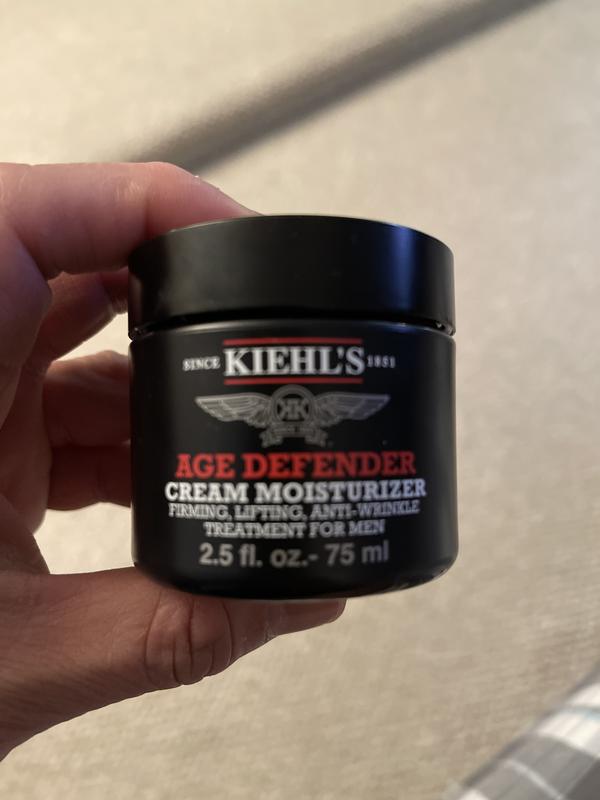 SINCE KIEHL'S 1851
AGE DEFENDER
CREAM MOISTURIZER
FIRMING, LIFTING, ANTI-WRINKLE
TREATMENT FOR MEN
2.5 fl. oz.- 75 ml